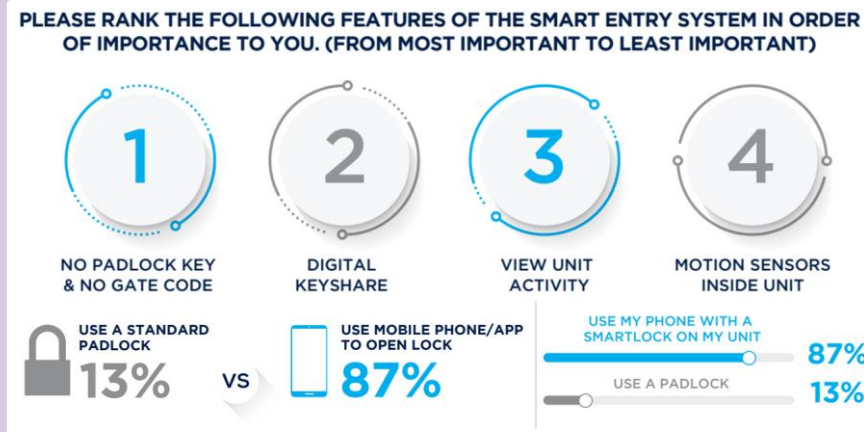 PLEASE RANK THE FOLLOWING FEATURES OF THE SMART ENTRY SYSTEM IN ORDER
OF IMPORTANCE TO YOU. (FROM MOST IMPORTANT TO LEAST IMPORTANT)
1
2
3
4
NO PADLOCK KEY
& NO GATE CODE
DIGITAL
KEYSHARE
VIEW UNIT
ACTIVITY
MOTION SENSORS
INSIDE UNIT
USE A STANDARD
PADLOCK
13%
VS
USE MOBILE PHONE/APP
TO OPEN LOCK
87%
USE MY PHONE WITH A
SMARTLOCK ON MY UNIT
87%
USE A PADLOCK
13%